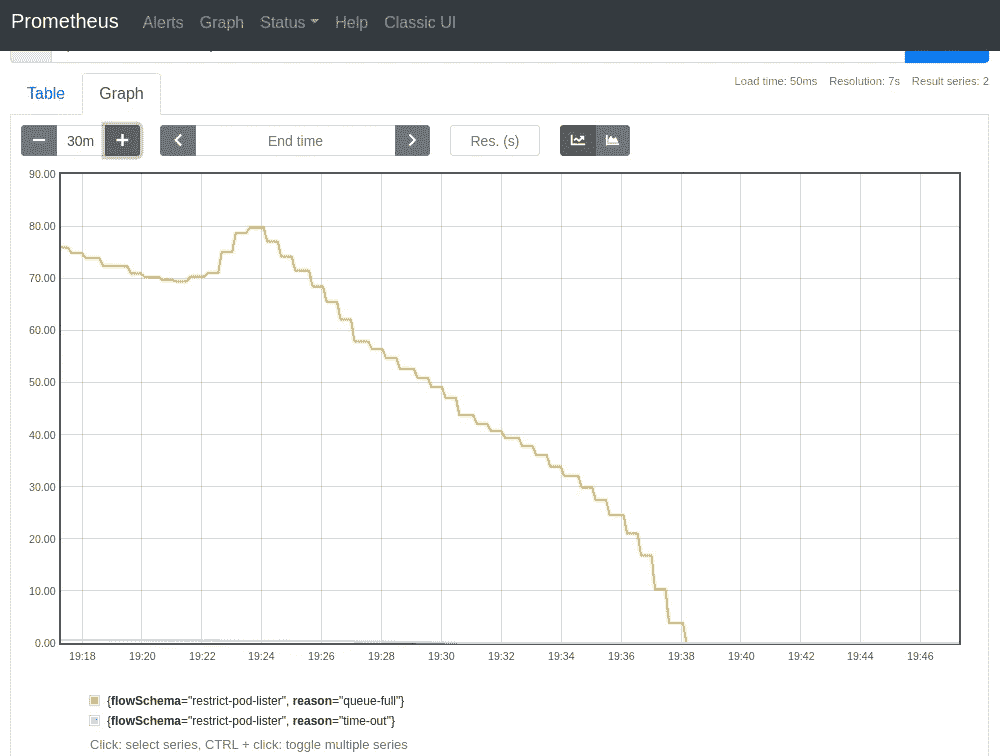 Prometheus Alerts Graph Status Help Classic UI
Load time: 50ms Resolution: 7s Result series: 2
Table Graph
30m End time Res. (s)
90.00
80.00
70.00
60.00
50.00
40.00
30.00
20.00
10.00
0.00
19:18 19:20 19:22 19:24 19:26 19:28 19:30 19:32 19:34 19:36 19:38 19:40 19:42 19:44 19:46
{flowSchema="restrict-pod-lister", reason="queue-full"}
{flowSchema="restrict-pod-lister", reason="time-out"}
Click: select series, CTRL + click: toggle multiple series